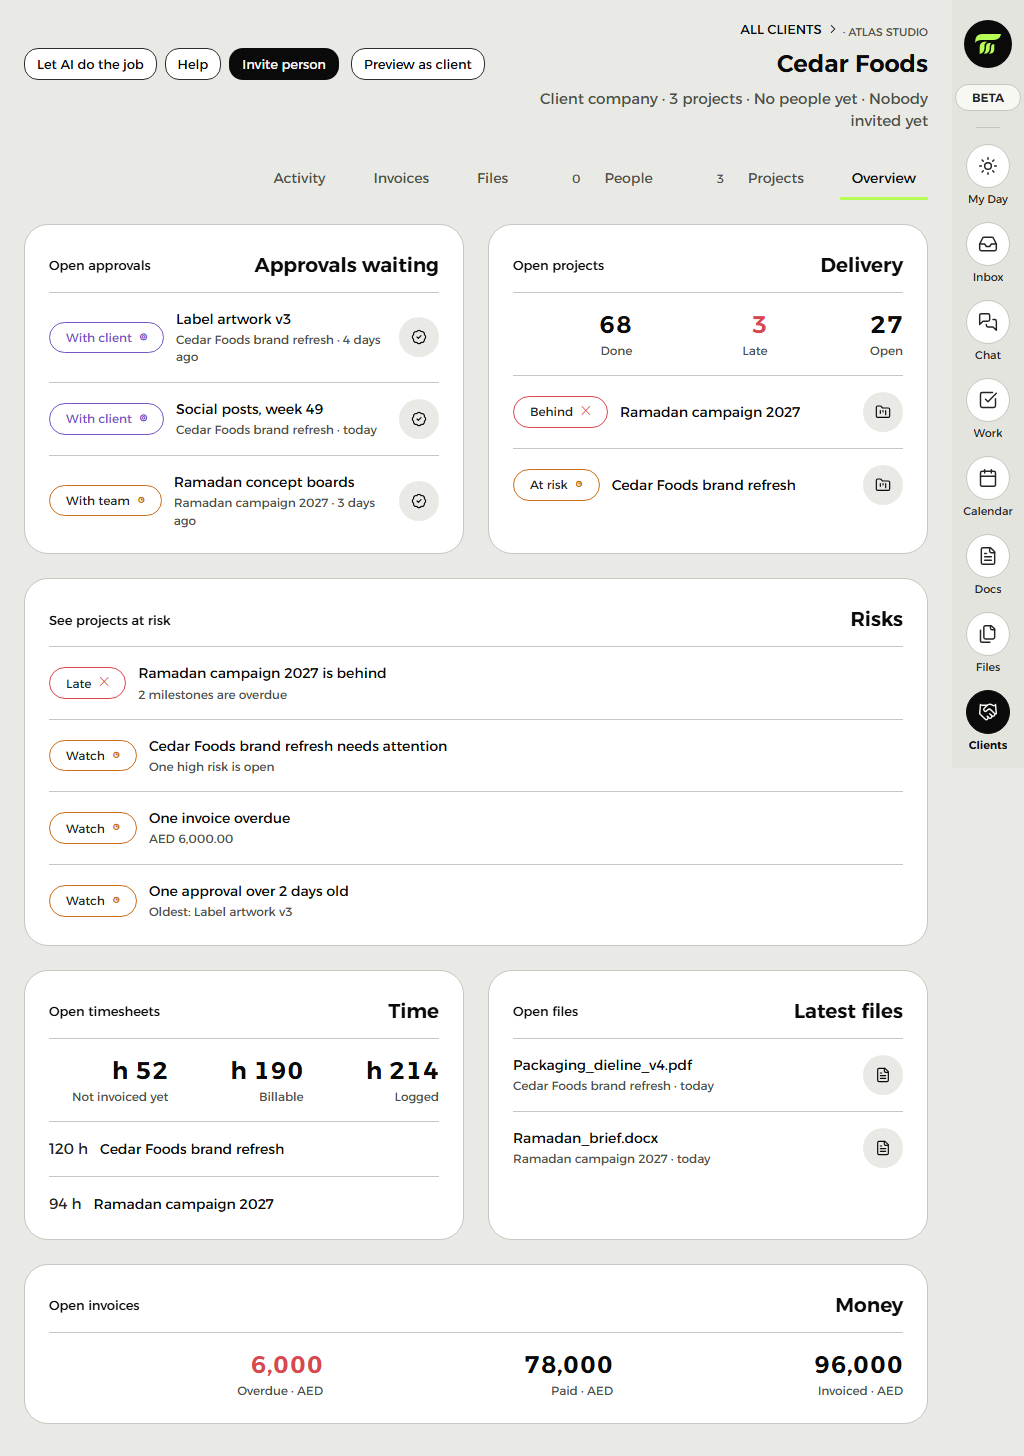 ALL CLIENTS
· ATLAS STUDIO
Cedar Foods
Client company · 3 projects · No people yet · Nobody
invited yet
Let AI do the job
Help
Invite person
Preview as client
BETA
My Day
Inbox
Chat
Work
Calendar
Docs
Files
Clients
Activity
Invoices
Files
0 People
3 Projects
Overview
Open approvals
Approvals waiting
With client
Label artwork v3
Cedar Foods brand refresh · 4 days
ago
With client
Social posts, week 49
Cedar Foods brand refresh · today
With team
Ramadan concept boards
Ramadan campaign 2027 · 3 days
ago
Open projects
Delivery
68
Done
3
Late
27
Open
Behind
Ramadan campaign 2027
At risk
Cedar Foods brand refresh
See projects at risk
Risks
Late
Ramadan campaign 2027 is behind
2 milestones are overdue
Watch
Cedar Foods brand refresh needs attention
One high risk is open
Watch
One invoice overdue
AED 6,000.00
Watch
One approval over 2 days old
Oldest: Label artwork v3
Open timesheets
Time
h 52
Not invoiced yet
h 190
Billable
h 214
Logged
120 h Cedar Foods brand refresh
94 h Ramadan campaign 2027
Open files
Latest files
Packaging_dieline_v4.pdf
Cedar Foods brand refresh · today
Ramadan_brief.docx
Ramadan campaign 2027 · today
Open invoices
Money
6,000
Overdue · AED
78,000
Paid · AED
96,000
Invoiced · AED